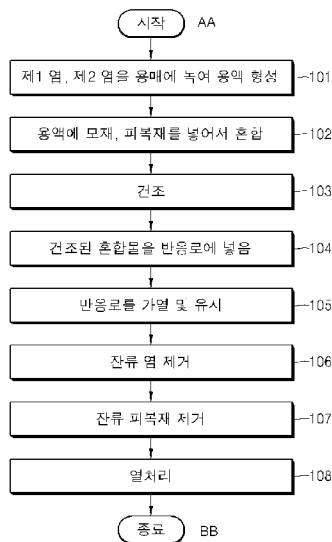 시작 AA
제1 염, 제2 염을 용매에 녹여 용액 형성 101
용액에 모재, 피복재를 넣어서 혼합 102
건조 103
건조된 혼합물을 반응로에 넣음 104
반응로를 가열 및 유시 105
잔류 염 제거 106
잔류 피복재 제거 107
열처리 108
종료 BB